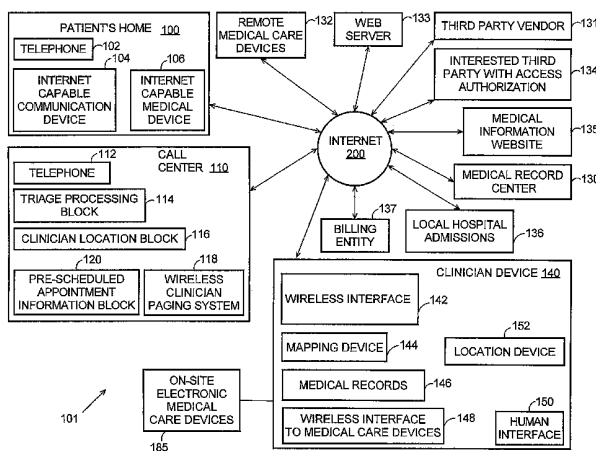 PATIENT'S HOME 100
TELEPHONE
102
104
106
INTERNET
CAPABLE
COMMUNICATION
DEVICE
INTERNET
CAPABLE
MEDICAL
DEVICE
REMOTE
MEDICAL CARE
DEVICES
132
WEB
SERVER
133
THIRD PARTY VENDOR
131
INTERESTED THIRD
PARTY WITH ACCESS
AUTHORIZATION
134
MEDICAL
INFORMATION
WEBSITE
135
MEDICAL RECORD
CENTER
130
LOCAL HOSPITAL
ADMISSIONS
136
INTERNET
200
BILLING
ENTITY
137
CALL
CENTER 110
112
TELEPHONE
TRIAGE PROCESSING
BLOCK
114
CLINICIAN LOCATION BLOCK
116
120
PRE-SCHEDULED
APPOINTMENT
INFORMATION BLOCK
118
WIRELESS
CLINICIAN
PAGING SYSTEM
CLINICIAN DEVICE 140
WIRELESS INTERFACE
142
MAPPING DEVICE
144
152
LOCATION DEVICE
MEDICAL RECORDS
146
WIRELESS INTERFACE
TO MEDICAL CARE DEVICES
148
150
HUMAN
INTERFACE
101
ON-SITE
ELECTRONIC
MEDICAL
CARE DEVICES
185